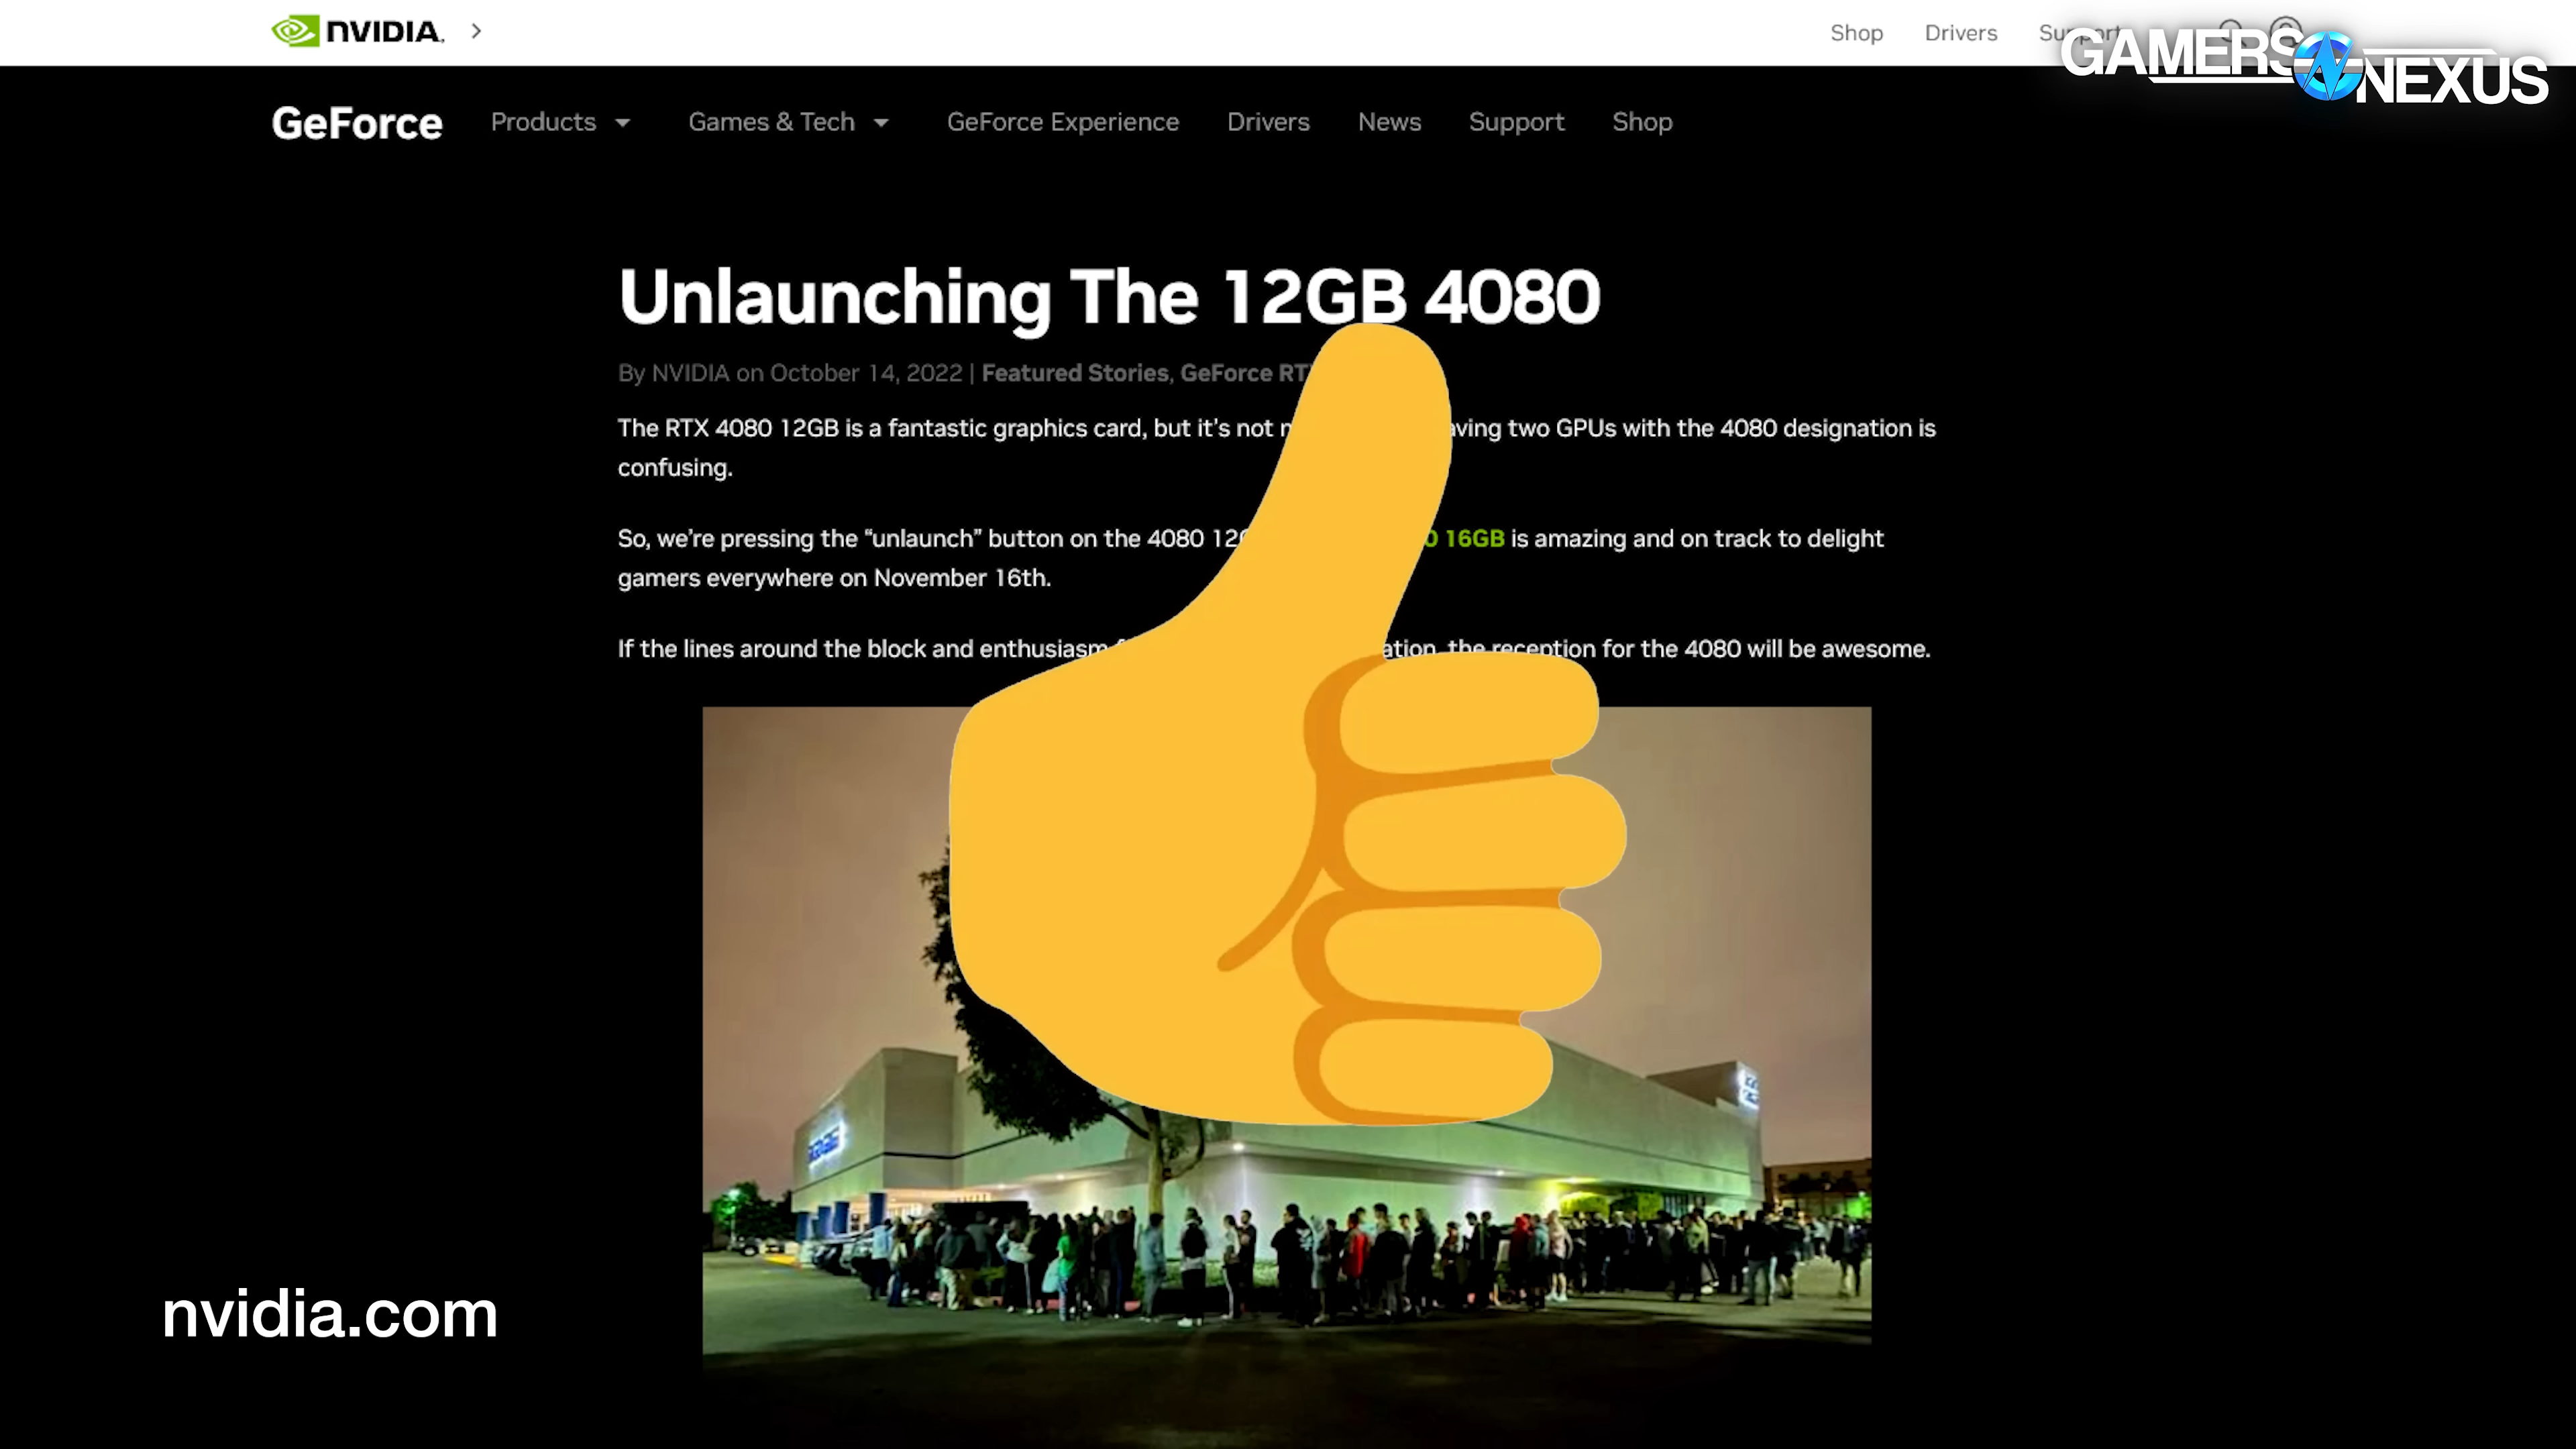 NVIDIA.
Shop Drivers Support
GAMERS NEXUS
GeForce Products Games & Tech GeForce Experience Drivers News Support Shop
Unlaunching The 12GB 4080
By NVIDIA on October 14, 2022 | Featured Stories, GeForce
The RTX 4080 12GB is a fantastic graphics card, but it's not two GPUs with the 4080 designation is
confusing.
So, we're pressing the “unlaunch” button on the 4080 16GB is amazing and on track to delight
gamers everywhere on November 16th.
If the lines around the block and enthusiasm the reception for the 4080 will be awesome.
nvidia.com